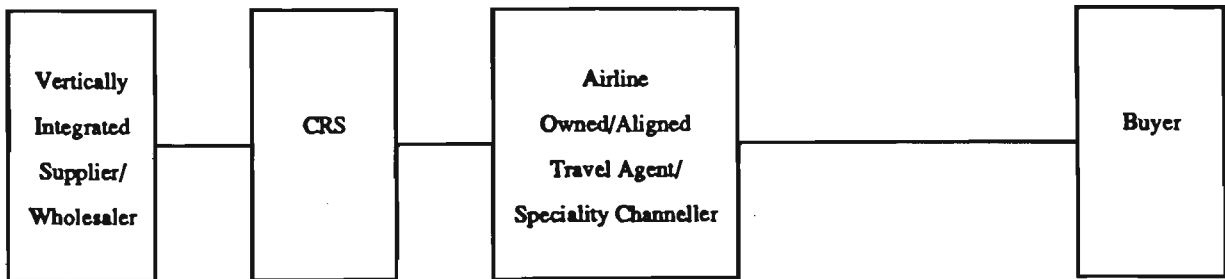 Vertically
Integrated
Supplier/
Wholesaler
CRS
Airline
Owned/Aligned
Travel Agent/
Speciality Channeller
Buyer